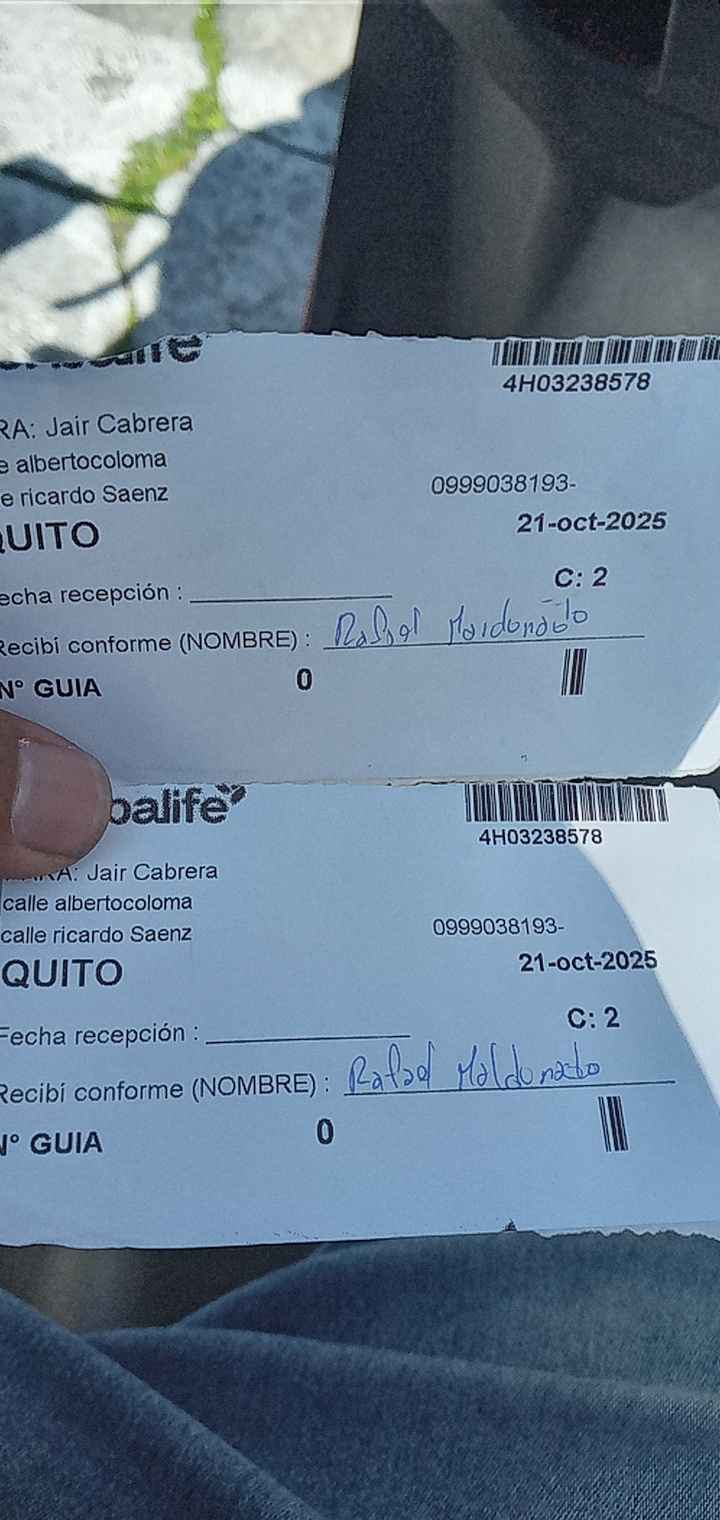 4H03238578
RA: Jair Cabrera
e albertocoloma
e ricardo Saenz
0999038193-
QUITO
21-oct-2025
C: 2
echa recepción :
Recibí conforme (NOMBRE) : Rafael Maldonado
N° GUIA
0
balife
4H03238578
ARA: Jair Cabrera
calle albertocoloma
calle ricardo Saenz
0999038193-
QUITO
21-oct-2025
C: 2
Fecha recepción :
Recibí conforme (NOMBRE) : Rafael Maldonado
N° GUIA
0